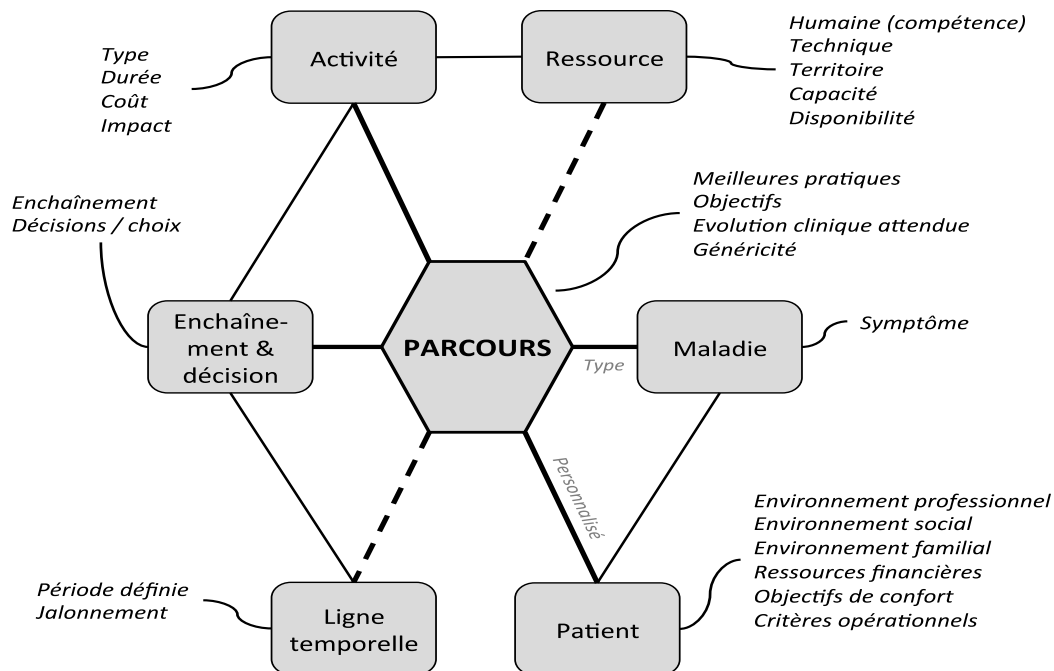 Type
Durée
Coût
Impact
Activité
Ressource
Humaine (compétence)
Technique
Territoire
Capacité
Disponibilité
Enchaînement
Décisions / choix
Meilleures pratiques
Objectifs
Evolution clinique attendue
Généricité
Enchaîne-
ment &
décision
PARCOURS
Type
Maladie
Symptôme
Personnalisé
Période définie
Jalonnement
Ligne
temporelle
Patient
Environnement professionnel
Environnement social
Environnement familial
Ressources financières
Objectifs de confort
Critères opérationnels